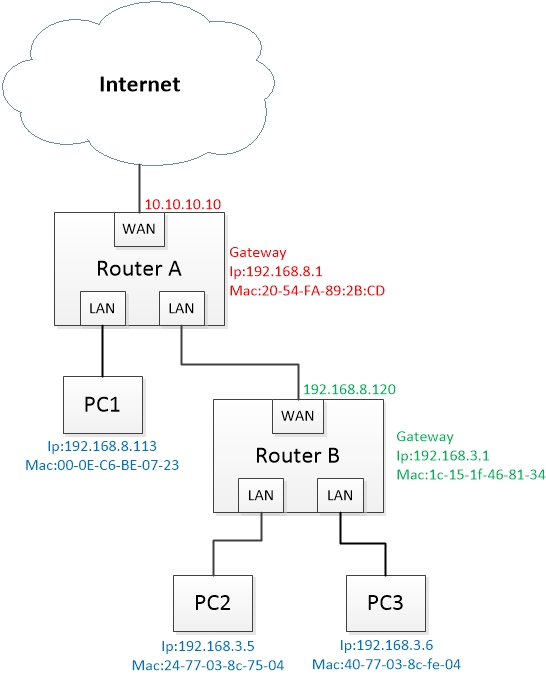 Internet
10.10.10.10
WAN
Router A
Gateway
Ip:192.168.8.1
Mac:20-54-FA-89:2B:CD
LAN
LAN
PC1
Ip:192.168.8.113
Mac:00-0E-C6-BE-07-23
192.168.8.120
WAN
Router B
Gateway
Ip:192.168.3.1
Mac:1c-15-1f-46-81-34
LAN
LAN
PC2
PC3
Ip:192.168.3.5
Mac:24-77-03-8c-75-04
Ip:192.168.3.6
Mac:40-77-03-8c-fe-04